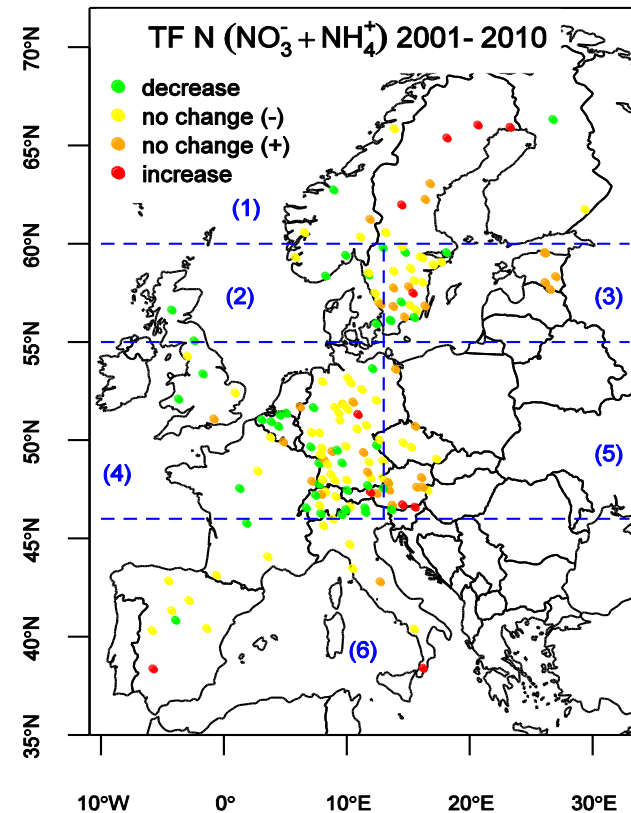 TF N (NO₃⁻ + NH₄⁺) 2001-2010
decrease
no change (-)
no change (+)
increase
(1)
(2)
(3)
(4)
(5)
(6)
70°N
65°N
60°N
55°N
50°N
45°N
40°N
35°N
10°W
0°
10°E
20°E
30°E